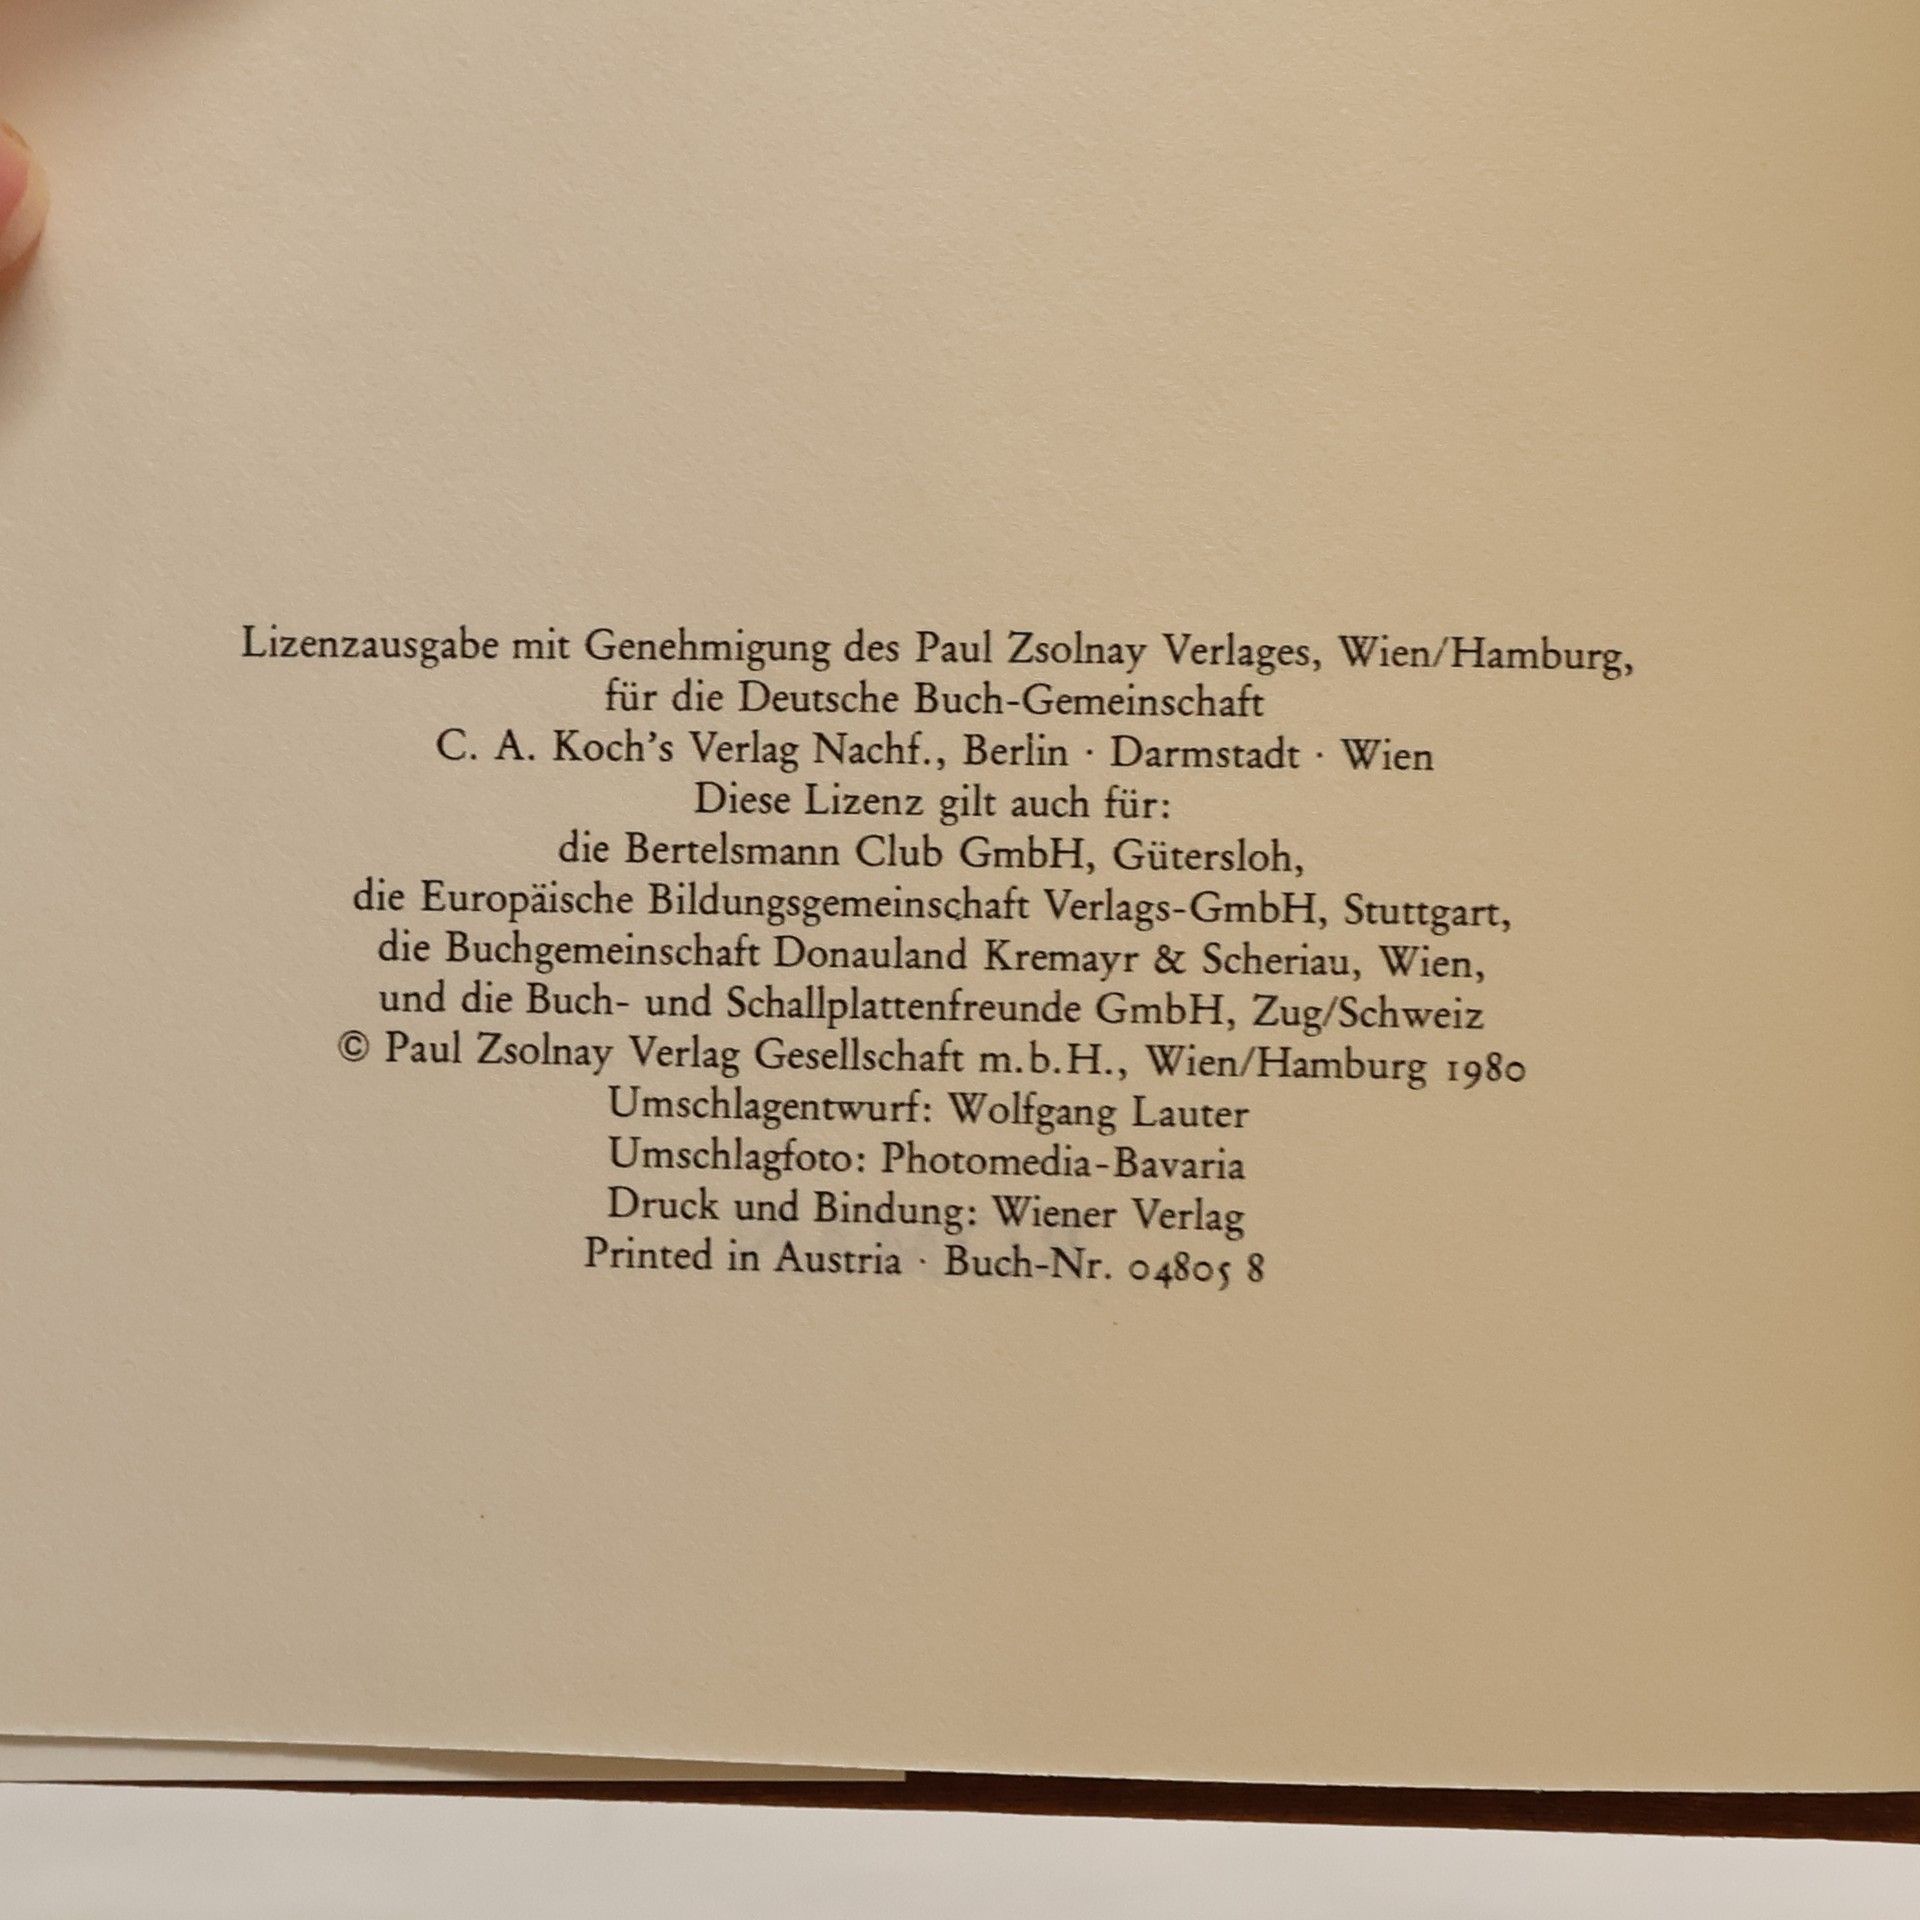 Lizenzausgabe mit Genehmigung des Paul Zsolnay Verlages, Wien/Hamburg,
für die Deutsche Buch-Gemeinschaft
C. A. Koch's Verlag Nachf., Berlin · Darmstadt · Wien
Diese Lizenz gilt auch für:
die Bertelsmann Club GmbH, Gütersloh,
die Europäische Bildungsgemeinschaft Verlags-GmbH, Stuttgart,
die Buchgemeinschaft Donauland Kremayr & Scheriau, Wien,
und die Buch- und Schallplattenfreunde GmbH, Zug/Schweiz
© Paul Zsolnay Verlag Gesellschaft m.b.H., Wien/Hamburg 1980
Umschlagentwurf: Wolfgang Lauter
Umschlagfoto: Photomedia-Bavaria
Druck und Bindung: Wiener Verlag
Printed in Austria · Buch-Nr. 04805 8